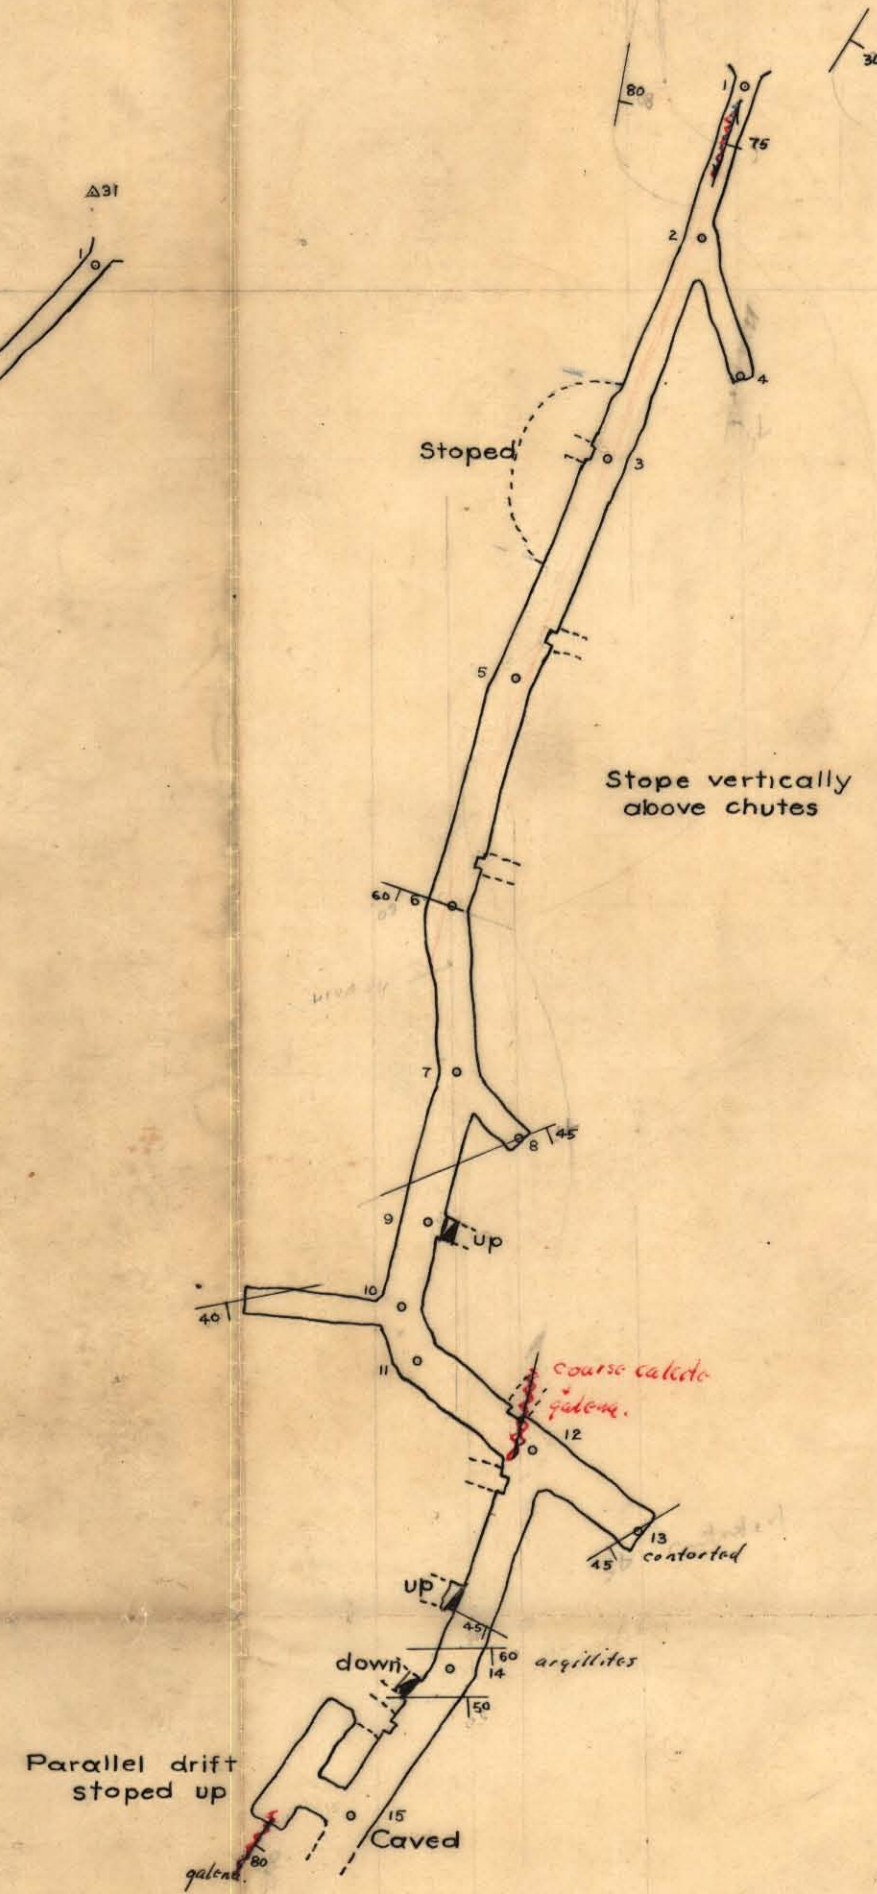 30
80
1
75
△31
1
2
4
Stoped
3
5
Stope vertically
above chutes
60
6
7
8
45
9
up
10
40
11
coarse calcite
galena.
12
13
45
contorted
up
45
60
argillites
14
down
50
Parallel drift
stoped up
15
Caved
80
galena.